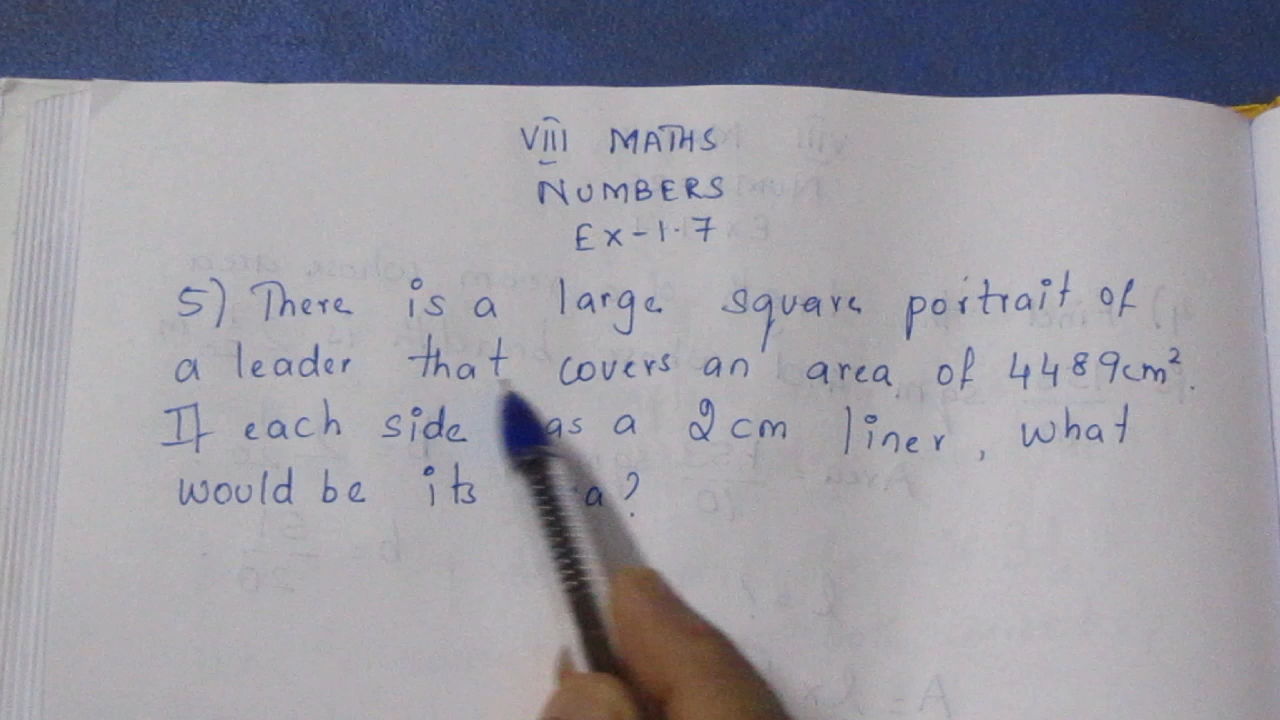 VIII MATHS
NUMBERS
Ex-1.7
5) There is a large square portrait of
a leader that covers an area of 4489cm².
If each side as a 2cm liner, what
would be its a?